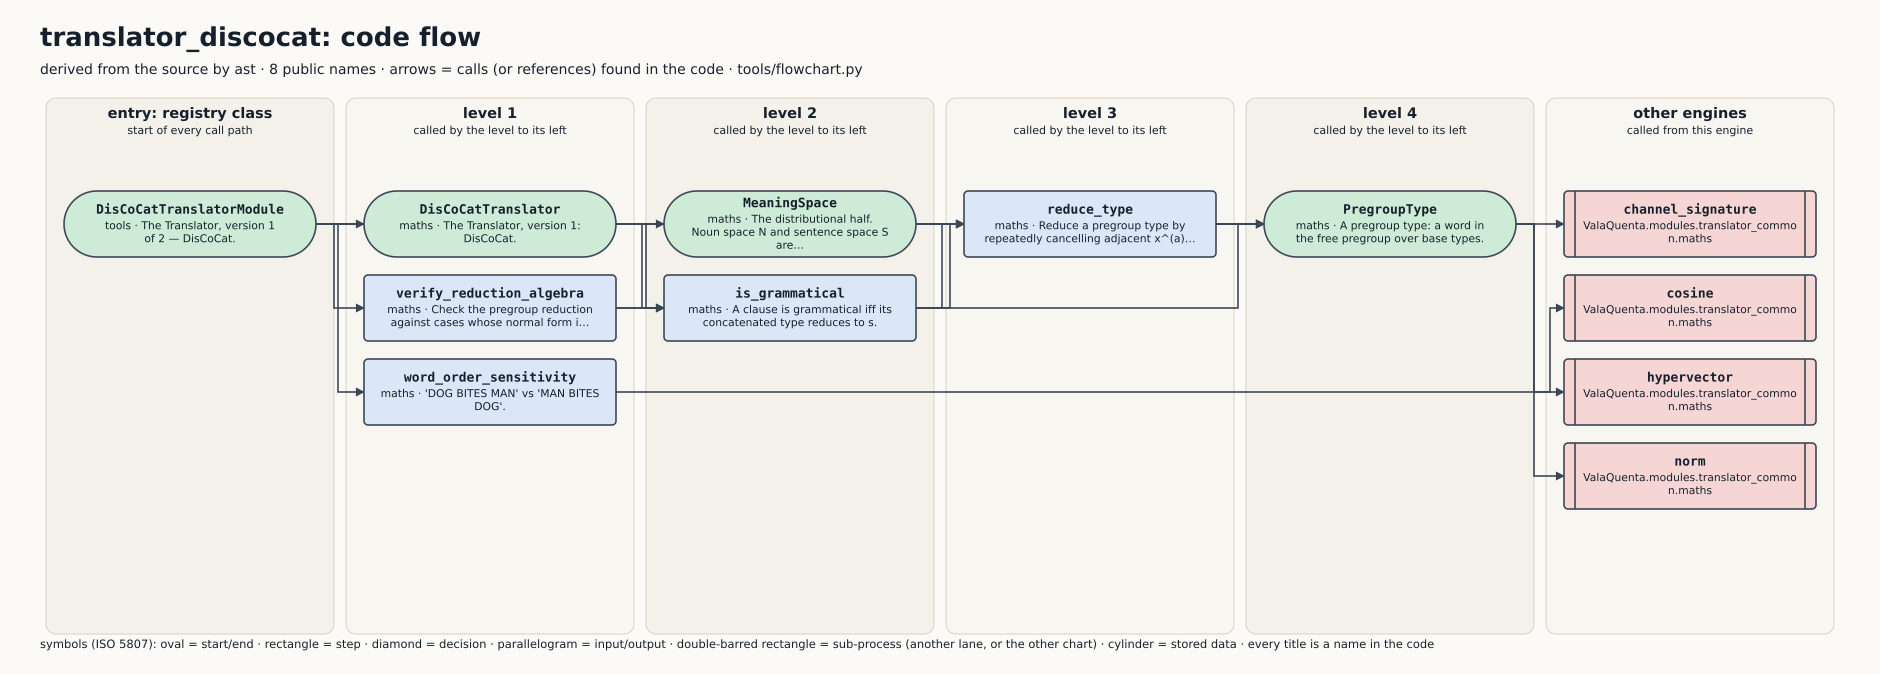 translator_discocat: code flow
derived from the source by ast · 8 public names · arrows = calls (or references) found in the code · tools/flowchart.py
entry: registry class
start of every call path
level 1
called by the level to its left
level 2
called by the level to its left
level 3
called by the level to its left
level 4
called by the level to its left
other engines
called from this engine
DisCoCatTranslatorModule
tools · The Translator, version 1
of 2 — DisCoCat.
DisCoCatTranslator
maths · The Translator, version 1:
DisCoCat.
verify_reduction_algebra
maths · Check the pregroup reduction
against cases whose normal form i…
word_order_sensitivity
maths · 'DOG BITES MAN' vs 'MAN BITES
DOG'.
MeaningSpace
maths · The distributional half.
Noun space N and sentence space S
are…
is_grammatical
maths · A clause is grammatical iff its
concatenated type reduces to s.
reduce_type
maths · Reduce a pregroup type by
repeatedly cancelling adjacent x^(a)…
PregroupType
maths · A pregroup type: a word in
the free pregroup over base types.
channel_signature
ValaQuenta.modules.translator_commo
n.maths
cosine
ValaQuenta.modules.translator_commo
n.maths
hypervector
ValaQuenta.modules.translator_commo
n.maths
norm
ValaQuenta.modules.translator_commo
n.maths
symbols (ISO 5807): oval = start/end · rectangle = step · diamond = decision · parallelogram = input/output · double-barred rectangle = sub-process (another lane, or the other chart) · cylinder = stored data · every title is a name in the code